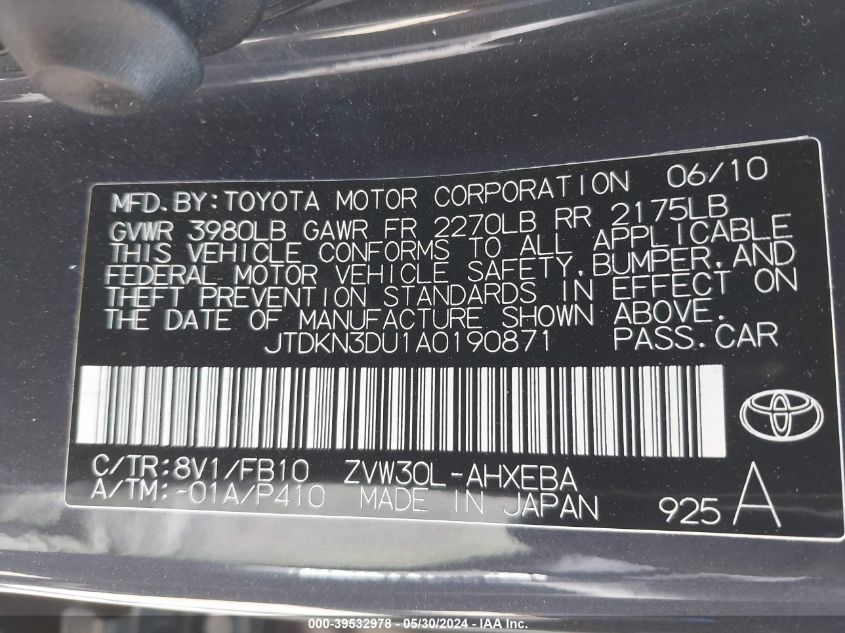 MFD. BY: TOYOTA MOTOR CORPORATION 06/10
GVWR 3980LB GAWR FR 2270LB RR 2175LB
THIS VEHICLE CONFORMS TO ALL APPLICABLE
FEDERAL MOTOR VEHICLE SAFETY, BUMPER, AND
THEFT PREVENTION STANDARDS IN EFFECT ON
THE DATE OF MANUFACTURE SHOWN ABOVE.
JTDKN3DU1A0190871 PASS. CAR
C/TR: 8V1/FB10 ZVW30L-AHXEBA
A/TM: -01A/P410 MADE IN JAPAN 925 A
000-39532978 - 05/30/2024 - IAA Inc.